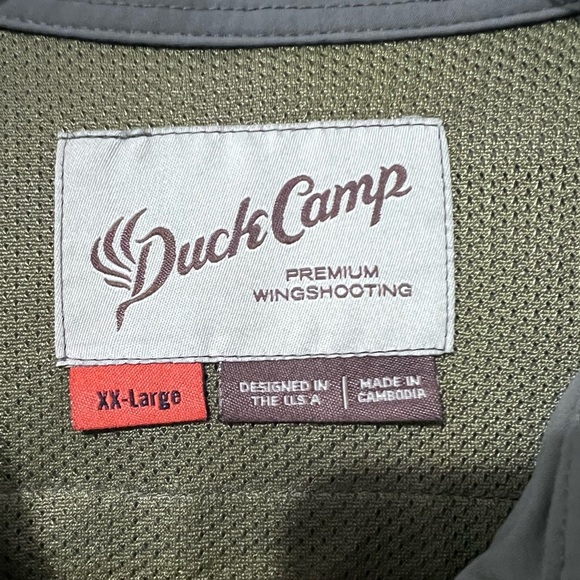 Duck Camp
PREMIUM
WINGSHOOTING
XX-Large
DESIGNED IN
THE U.S.A
MADE IN
CAMBODIA